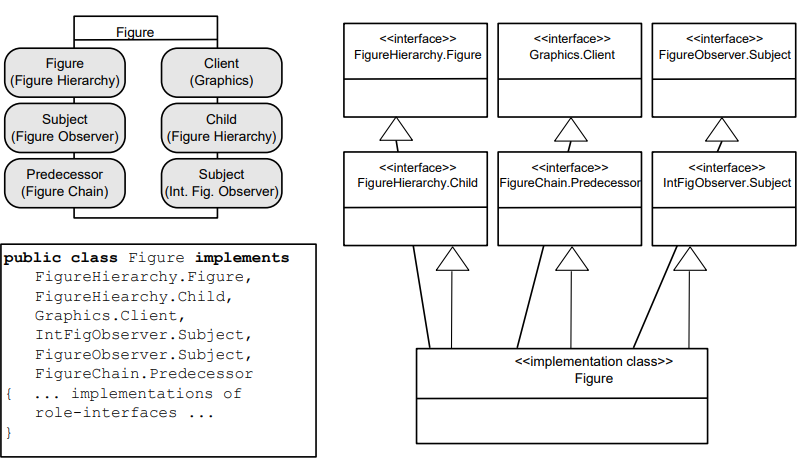 Figure
Figure
(Figure Hierarchy)
Client
(Graphics)
Subject
(Figure Observer)
Child
(Figure Hierarchy)
Predecessor
(Figure Chain)
Subject
(Int. Fig. Observer)
public class Figure implements
FigureHierarchy.Figure,
FigureHiearchy.Child,
Graphics.Client,
IntFigObserver.Subject,
FigureObserver.Subject,
FigureChain.Predecessor
{ ... implementations of
role-interfaces ...
}
<<interface>>
FigureHierarchy.Figure
<<interface>>
Graphics.Client
<<interface>>
FigureObserver.Subject
<<interface>>
FigureHierarchy.Child
<<interface>>
FigureChain.Predecessor
<<interface>>
IntFigObserver.Subject
<<implementation class>>
Figure